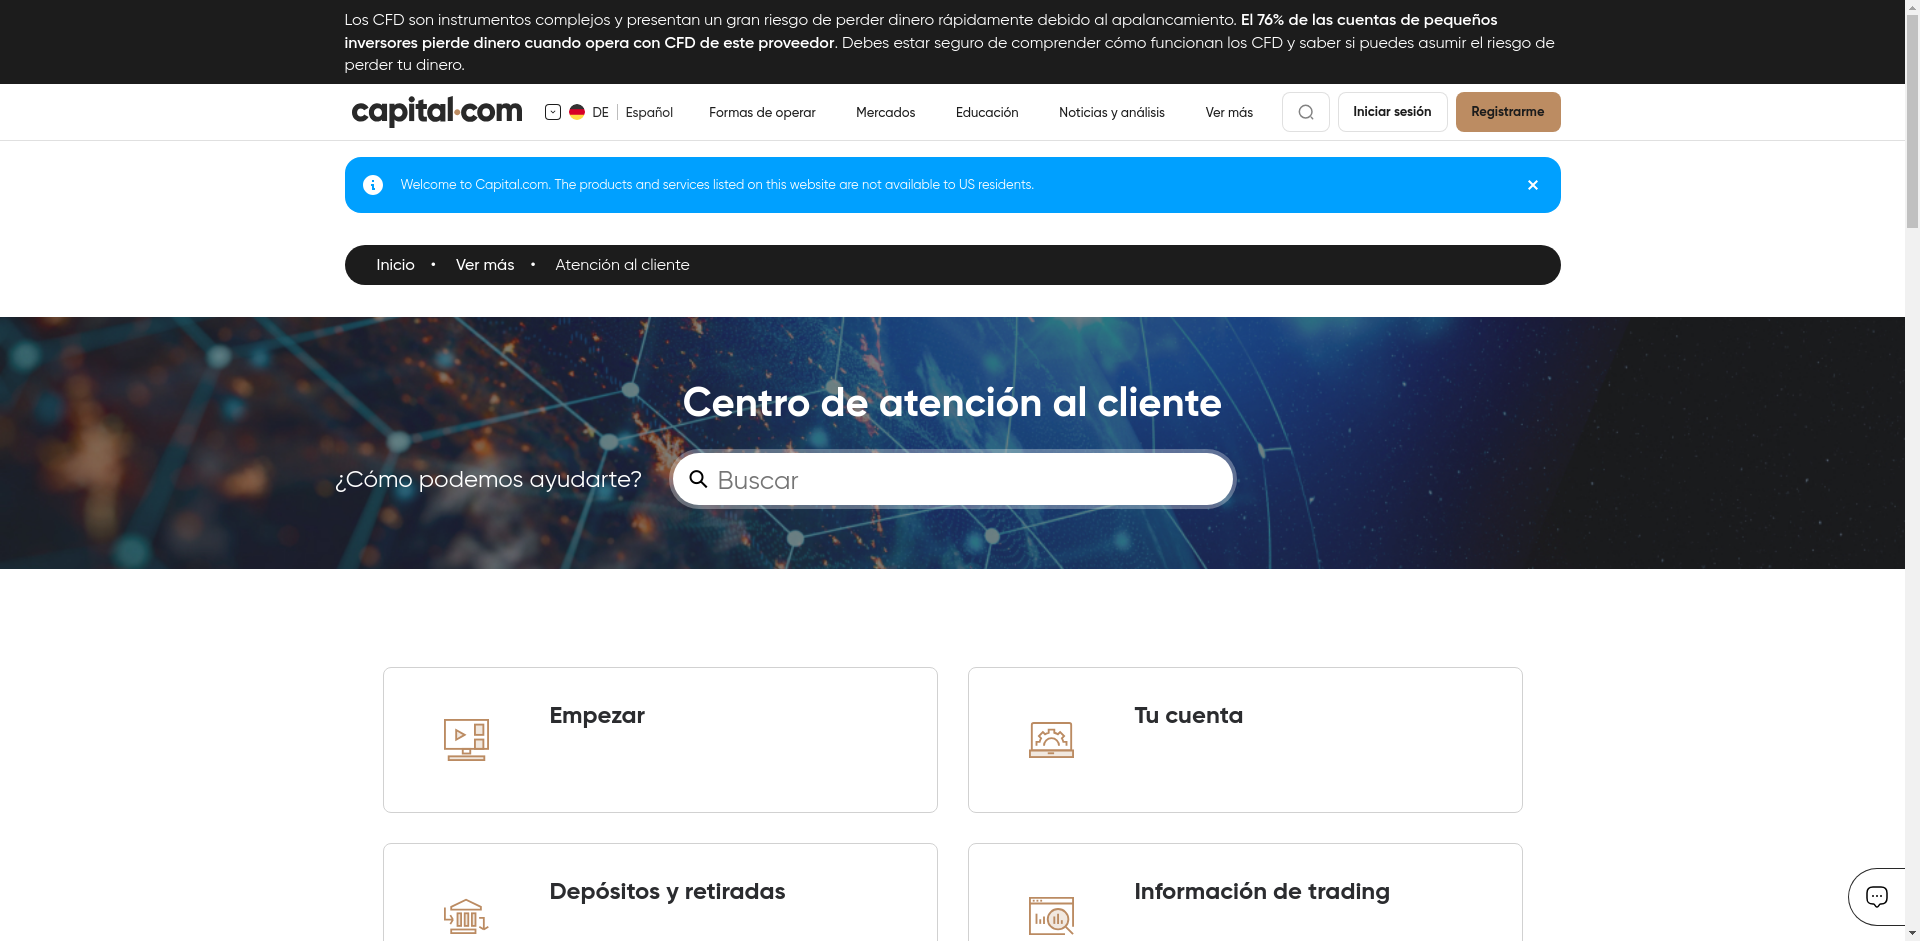 Los CFD son instrumentos complejos y presentan un gran riesgo de perder dinero rápidamente debido al apalancamiento. El 76% de las cuentas de pequeños
inversores pierde dinero cuando opera con CFD de este proveedor. Debes estar seguro de comprender cómo funcionan los CFD y saber si puedes asumir el riesgo de
perder tu dinero.
capital.com DE Español Formas de operar Mercados Educación Noticias y análisis Ver más Iniciar sesión Registrarme
Welcome to Capital.com. The products and services listed on this website are not available to US residents.
Inicio • Ver más • Atención al cliente
Centro de atención al cliente
¿Cómo podemos ayudarte? Buscar
Empezar Tu cuenta
Depósitos y retiradas Información de trading